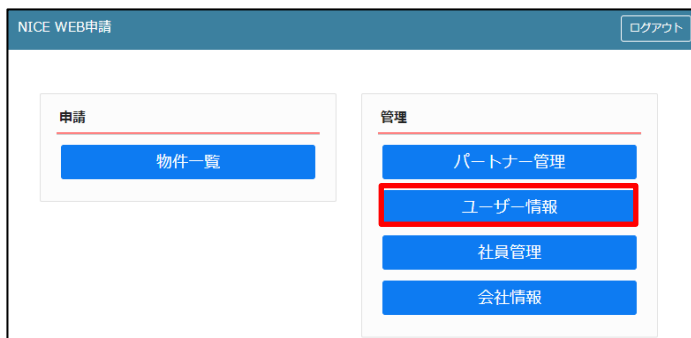 NICE WEB申請
ログアウト
申請
物件一覧
管理
パートナー管理
ユーザー情報
社員管理
会社情報